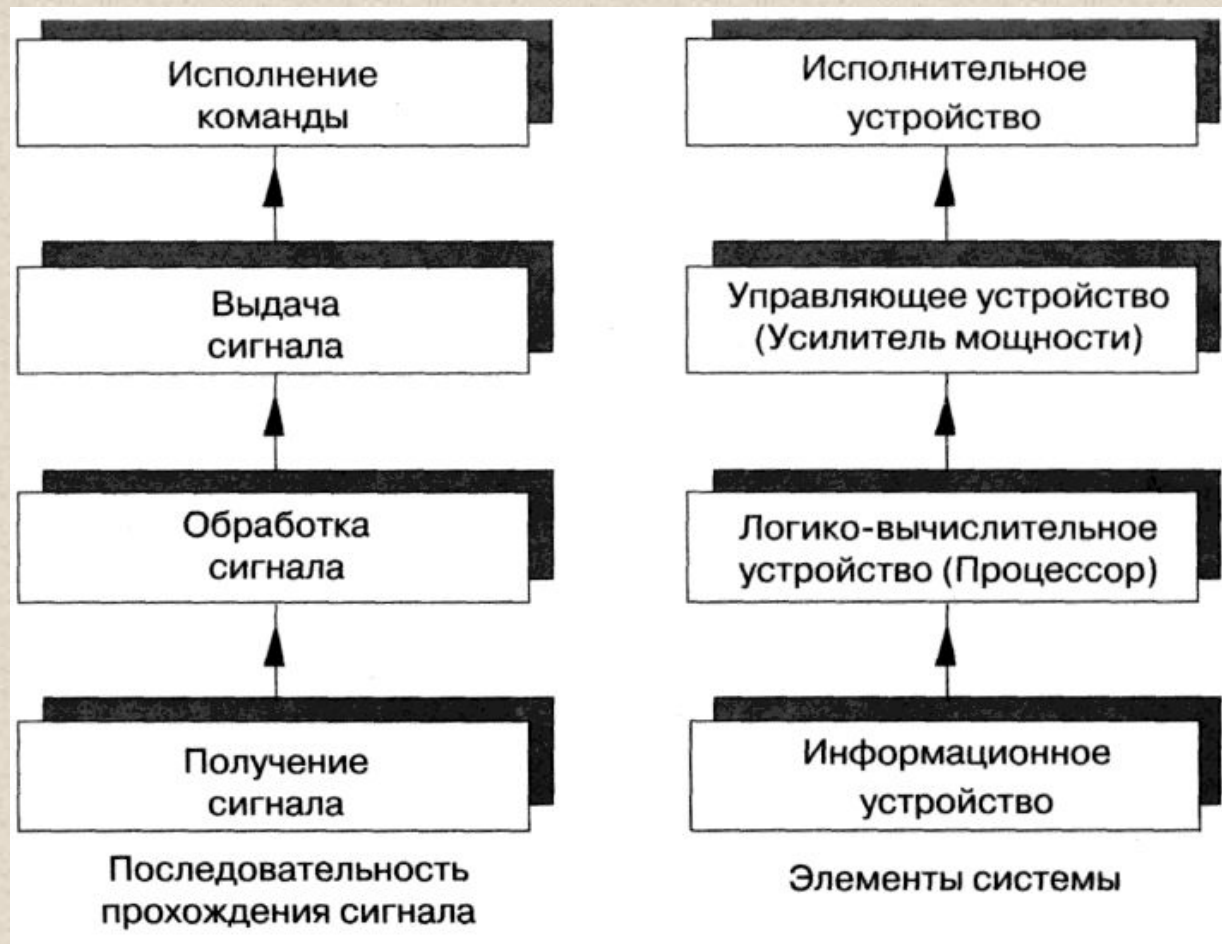 Исполнение
команды
Выдача
сигнала
Обработка
сигнала
Получение
сигнала
Последовательность
прохождения сигнала
Исполнительное
устройство
Управляющее устройство
(Усилитель мощности)
Логико-вычислительное
устройство (Процессор)
Информационное
устройство
Элементы системы